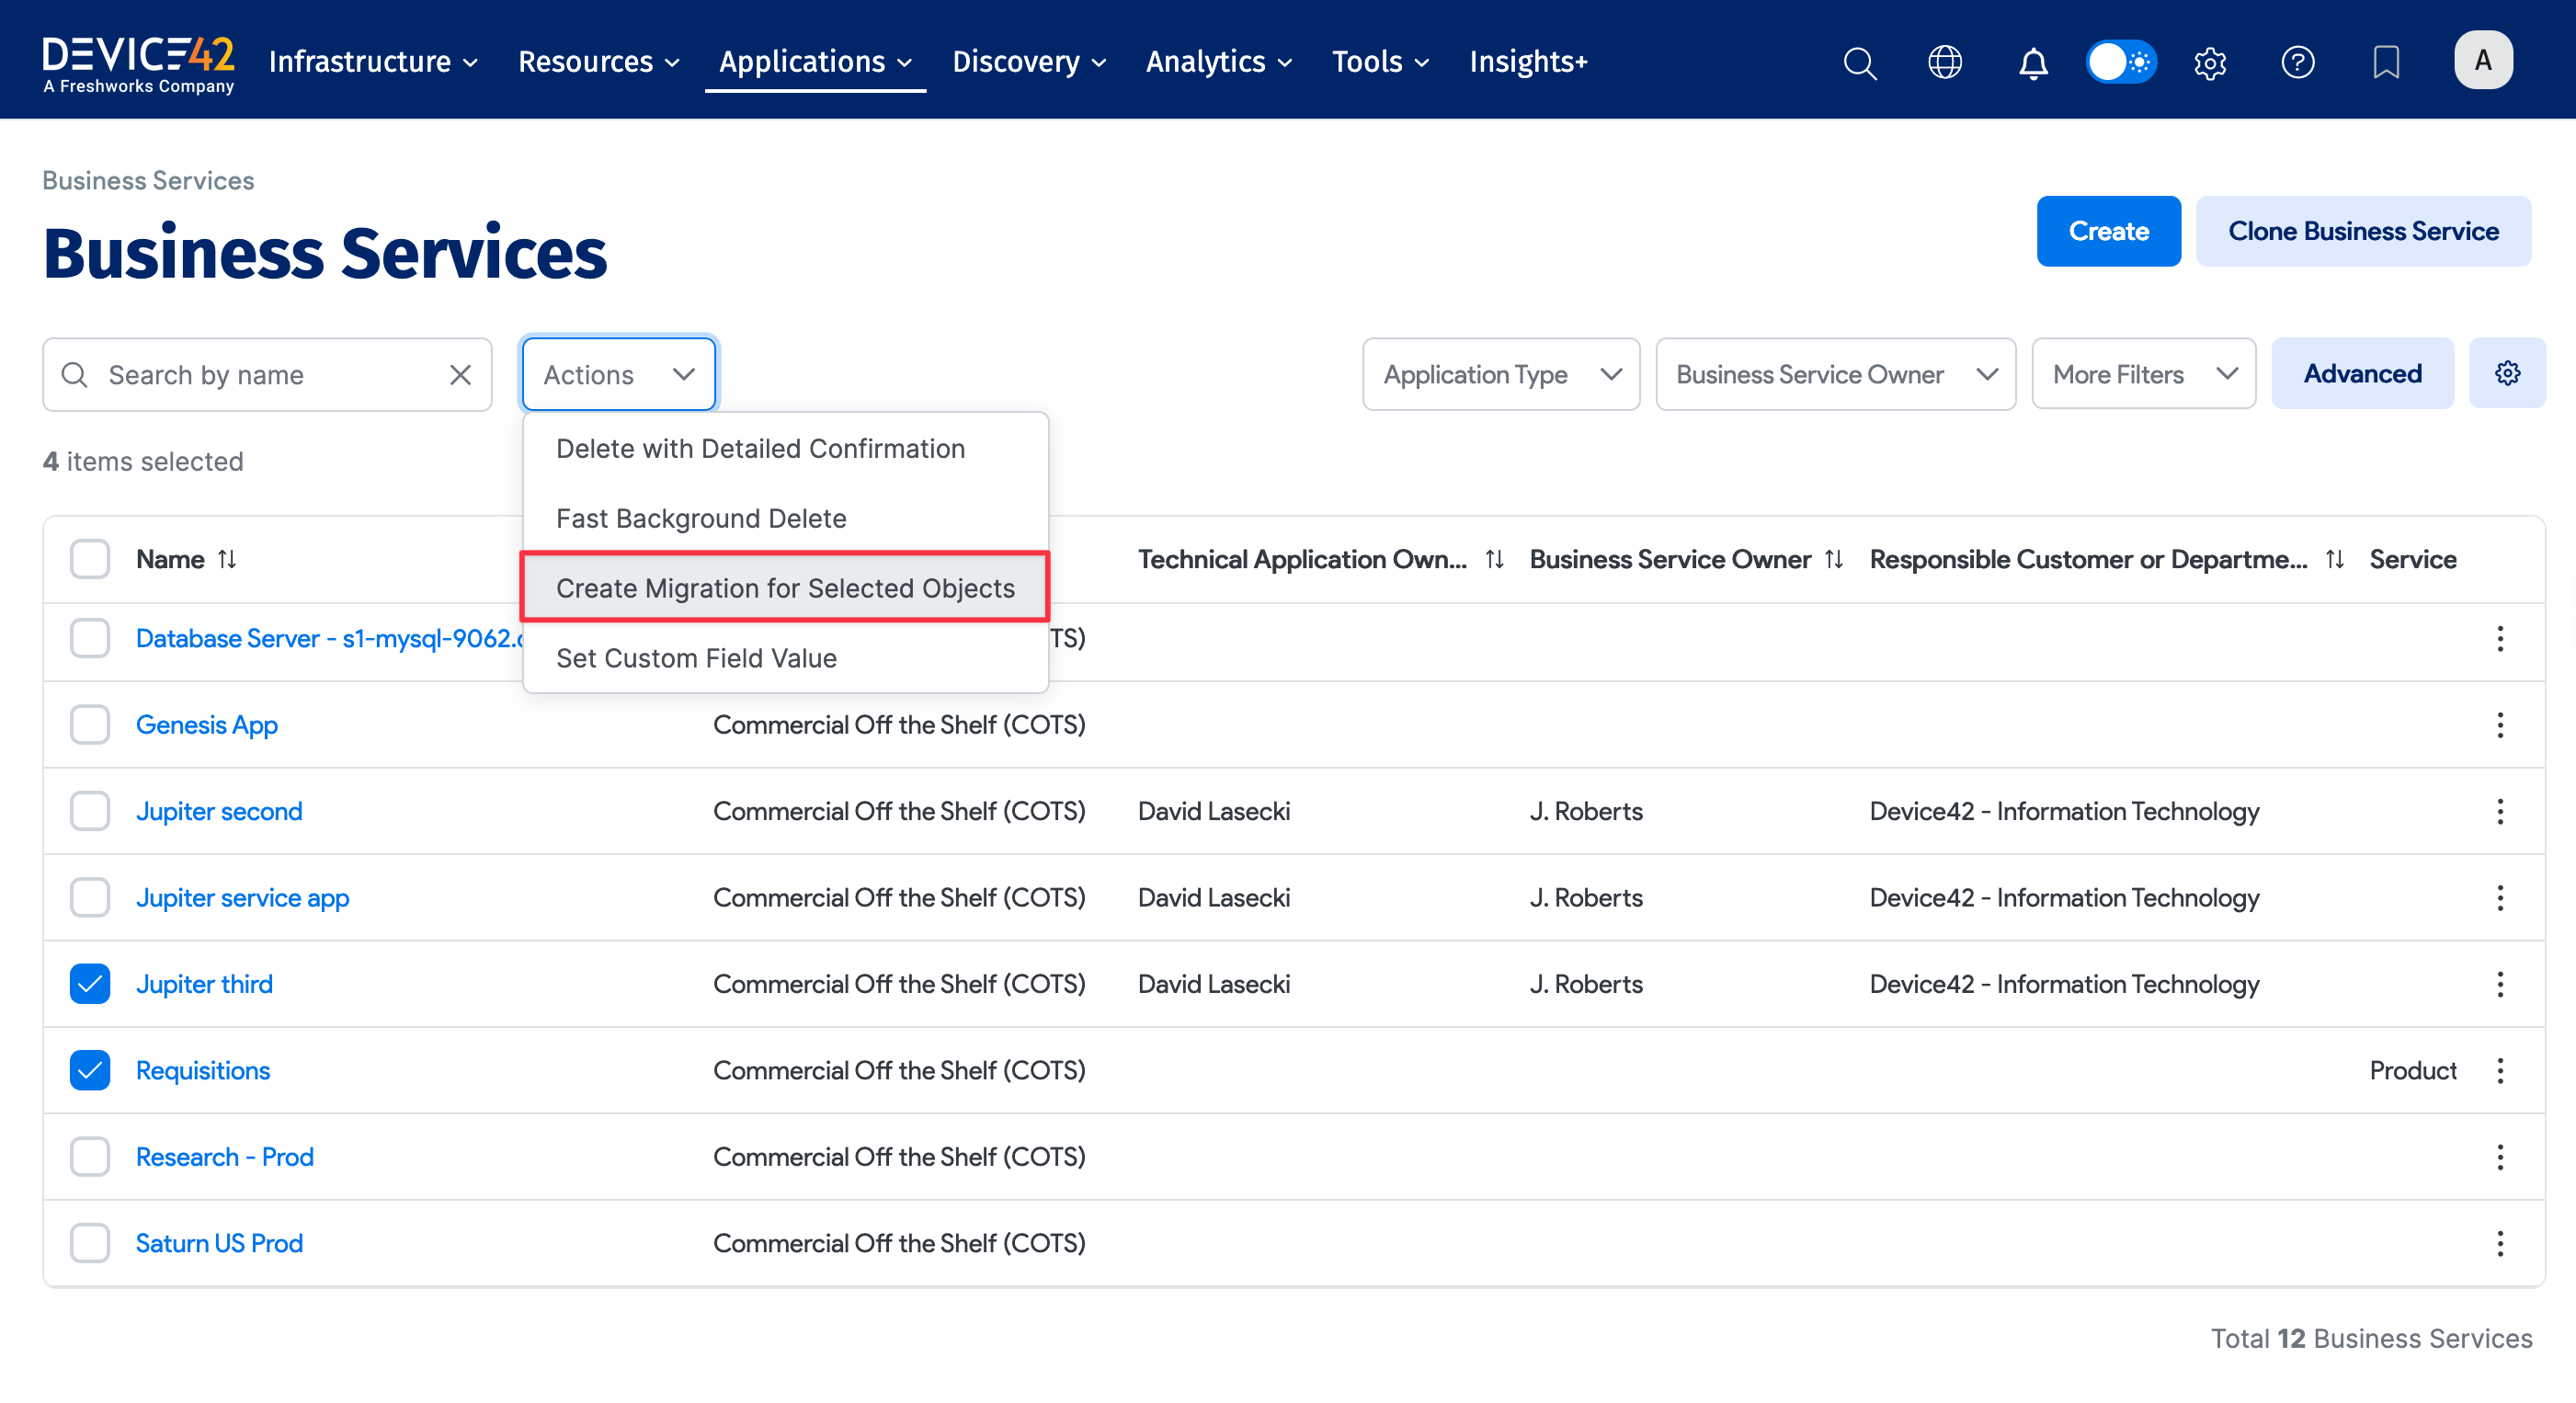 DEVICE42
A Freshworks Company
Infrastructure Resources Applications Discovery Analytics Tools Insights+
A
Business Services
Business Services
Create Clone Business Service
Search by name Actions Application Type Business Service Owner More Filters Advanced
4 items selected
Delete with Detailed Confirmation
Fast Background Delete
Create Migration for Selected Objects
Set Custom Field Value
Name Technical Application Own... Business Service Owner Responsible Customer or Departme... Service
Database Server - s1-mysql-9062. TS)
Genesis App Commercial Off the Shelf (COTS)
Jupiter second Commercial Off the Shelf (COTS) David Lasecki J. Roberts Device42 - Information Technology
Jupiter service app Commercial Off the Shelf (COTS) David Lasecki J. Roberts Device42 - Information Technology
Jupiter third Commercial Off the Shelf (COTS) David Lasecki J. Roberts Device42 - Information Technology
Requisitions Commercial Off the Shelf (COTS) Product
Research - Prod Commercial Off the Shelf (COTS)
Saturn US Prod Commercial Off the Shelf (COTS)
Total 12 Business Services